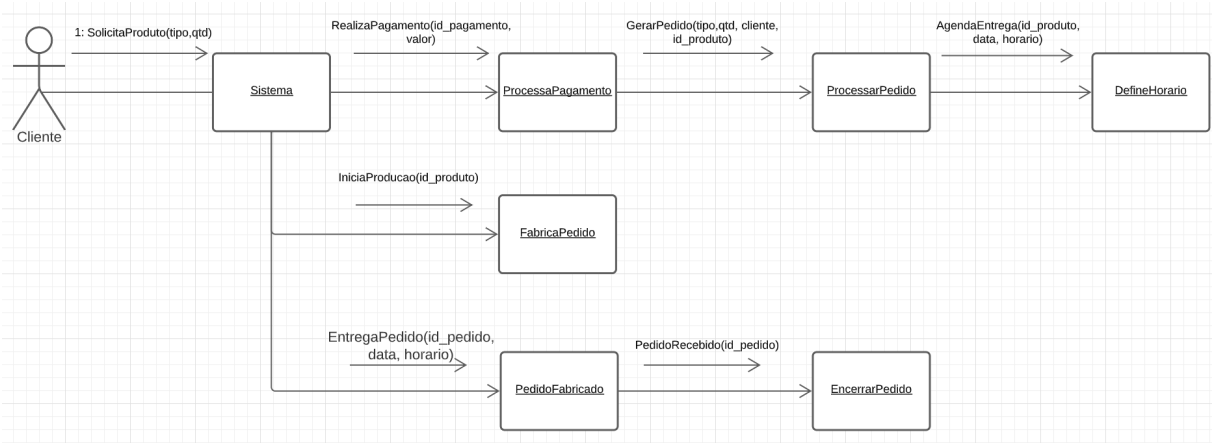 1: SolicitaProduto(tipo,qtd)
RealizaPagamento(id_pagamento,
valor)
GerarPedido(tipo,qtd, cliente,
id_produto)
AgendaEntrega(id_produto,
data, horario)
Cliente
Sistema
ProcessaPagamento
ProcessarPedido
DefineHorario
IniciaProducao(id_produto)
FabricaPedido
EntregaPedido(id_pedido,
data, horario)
PedidoRecebido(id_pedido)
PedidoFabricado
EncerrarPedido